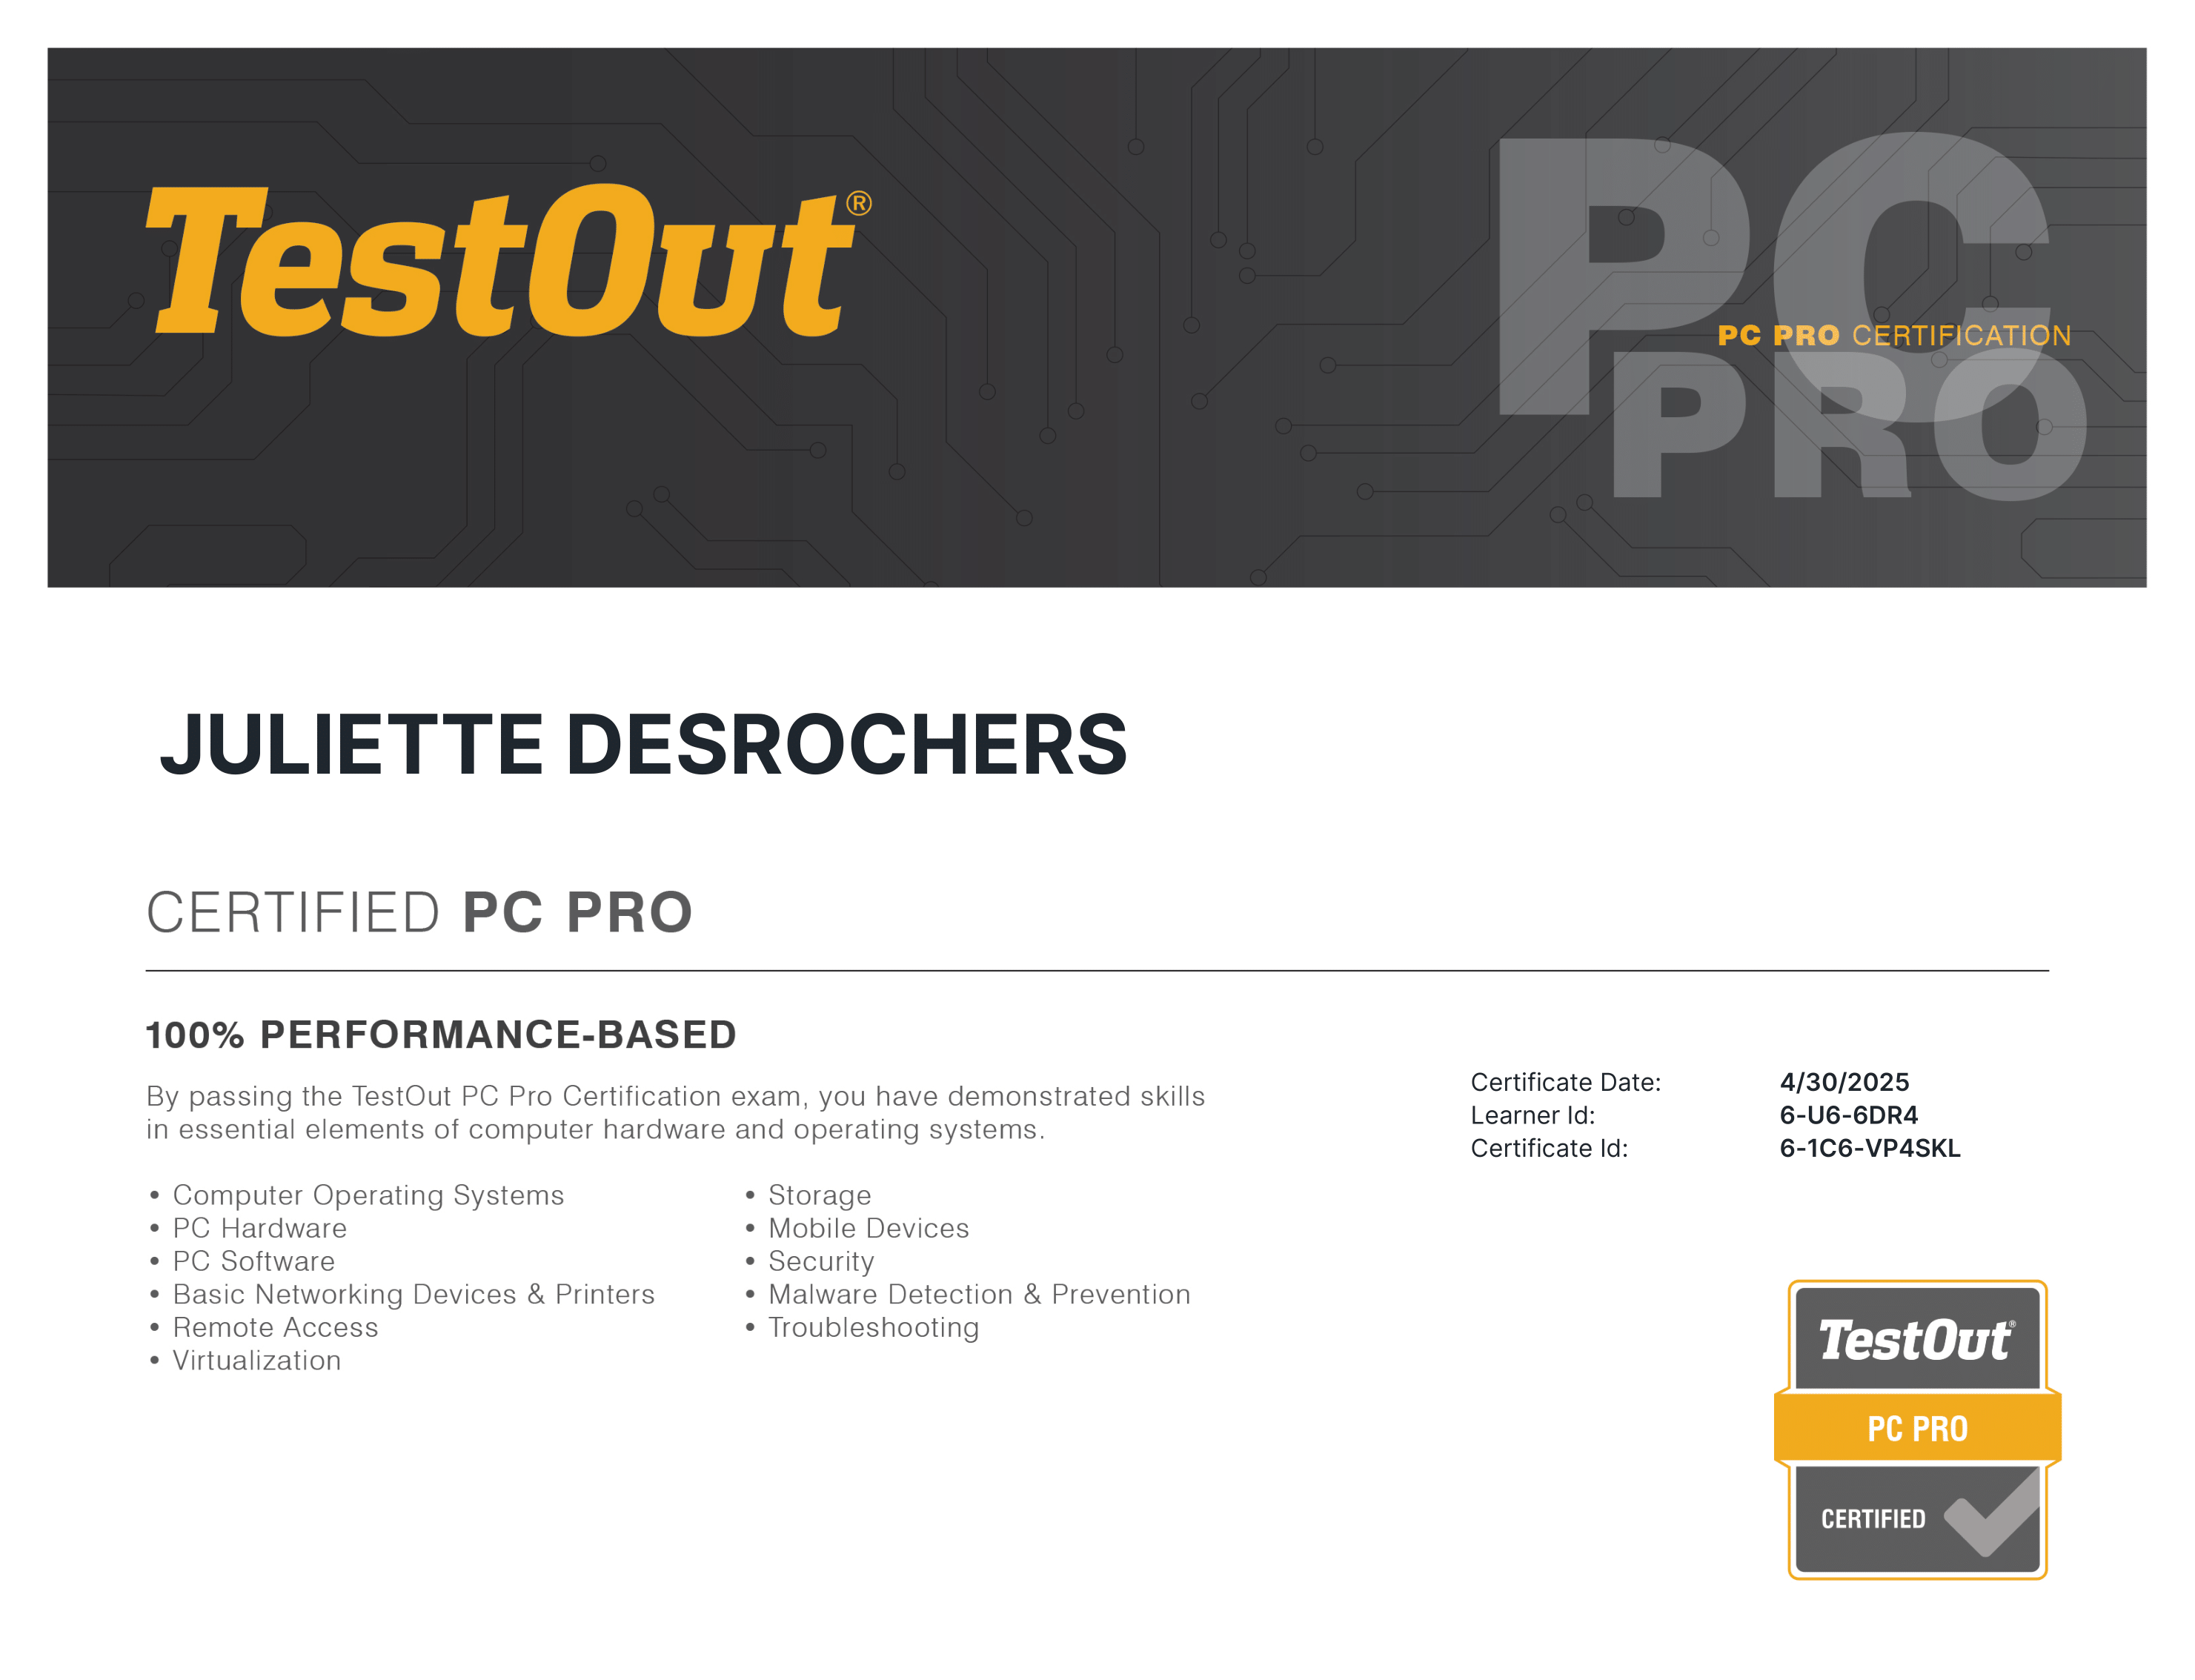 TestOut®
PC
PC PRO CERTIFICATION
PRO
JULIETTE DESROCHERS
CERTIFIED PC PRO
100% PERFORMANCE-BASED
By passing the TestOut PC Pro Certification exam, you have demonstrated skills
in essential elements of computer hardware and operating systems.
• Computer Operating Systems
• PC Hardware
• PC Software
• Basic Networking Devices & Printers
• Remote Access
• Virtualization
• Storage
• Mobile Devices
• Security
• Malware Detection & Prevention
• Troubleshooting
Certificate Date: 4/30/2025
Learner Id: 6-U6-6DR4
Certificate Id: 6-1C6-VP4SKL
TestOut®
PC PRO
CERTIFIED